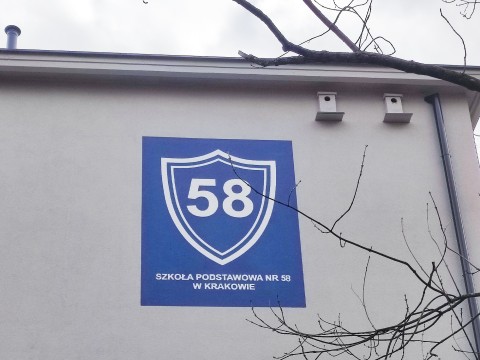 58
SZKOŁA PODSTAWOWA NR 58
W KRAKOWIE